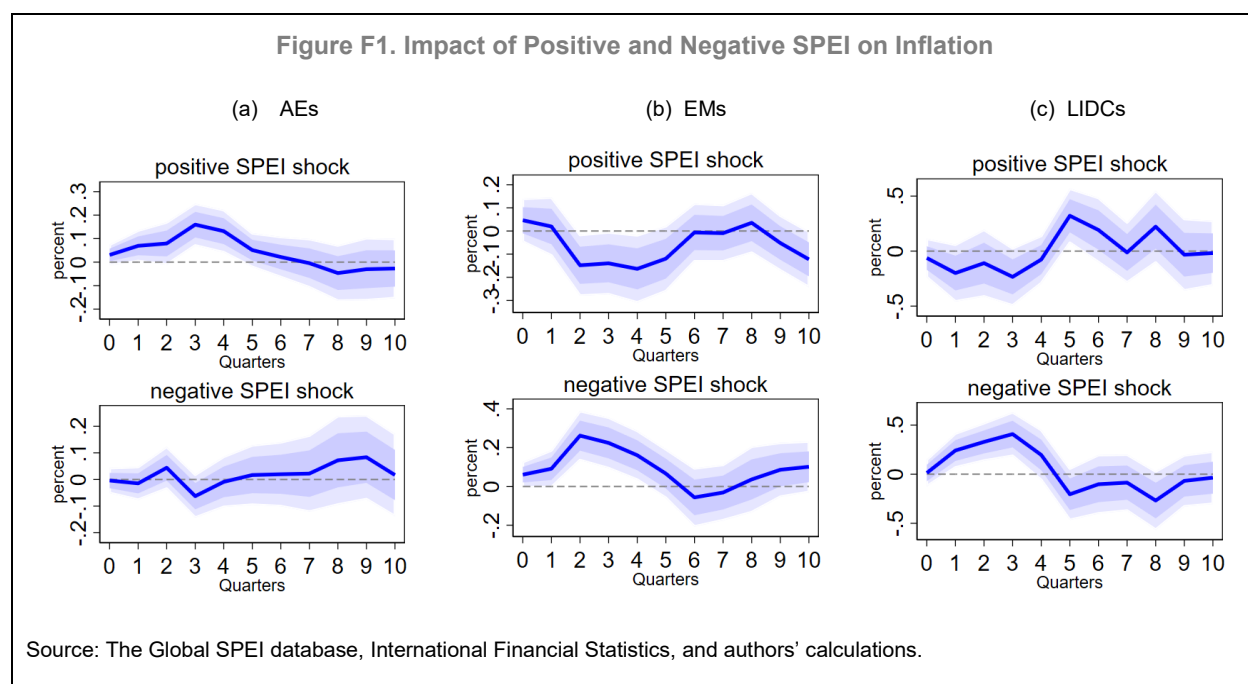 Figure F1. Impact of Positive and Negative SPEI on Inflation
(a) AEs
(b) EMs
(c) LIDCs
positive SPEI shock
percent
-.2 -.1 0 .1 .2 .3
0 1 2 3 4 5 6 7 8 9 10
Quarters
positive SPEI shock
percent
-.3 -.2 -.1 0 .1 .2
0 1 2 3 4 5 6 7 8 9 10
Quarters
positive SPEI shock
percent
-.5 0 .5
0 1 2 3 4 5 6 7 8 9 10
Quarters
negative SPEI shock
percent
-.2 -.1 0 .1 .2
0 1 2 3 4 5 6 7 8 9 10
Quarters
negative SPEI shock
percent
-.2 0 .2 .4
0 1 2 3 4 5 6 7 8 9 10
Quarters
negative SPEI shock
percent
-.5 0 .5
0 1 2 3 4 5 6 7 8 9 10
Quarters
Source: The Global SPEI database, International Financial Statistics, and authors’ calculations.